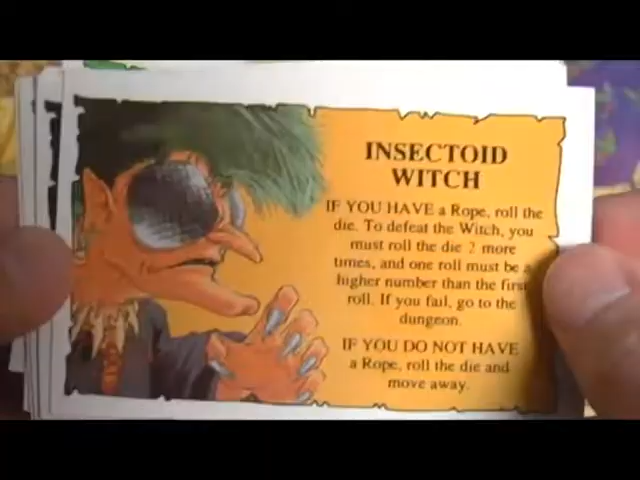 INSECTOID
WITCH
IF YOU HAVE a Rope, roll the
die. To defeat the Witch, you
must roll the die 2 more
times, and one roll must be a
higher number than the first
roll. If you fail, go to the
dungeon.
IF YOU DO NOT HAVE
a Rope, roll the die and
move away.